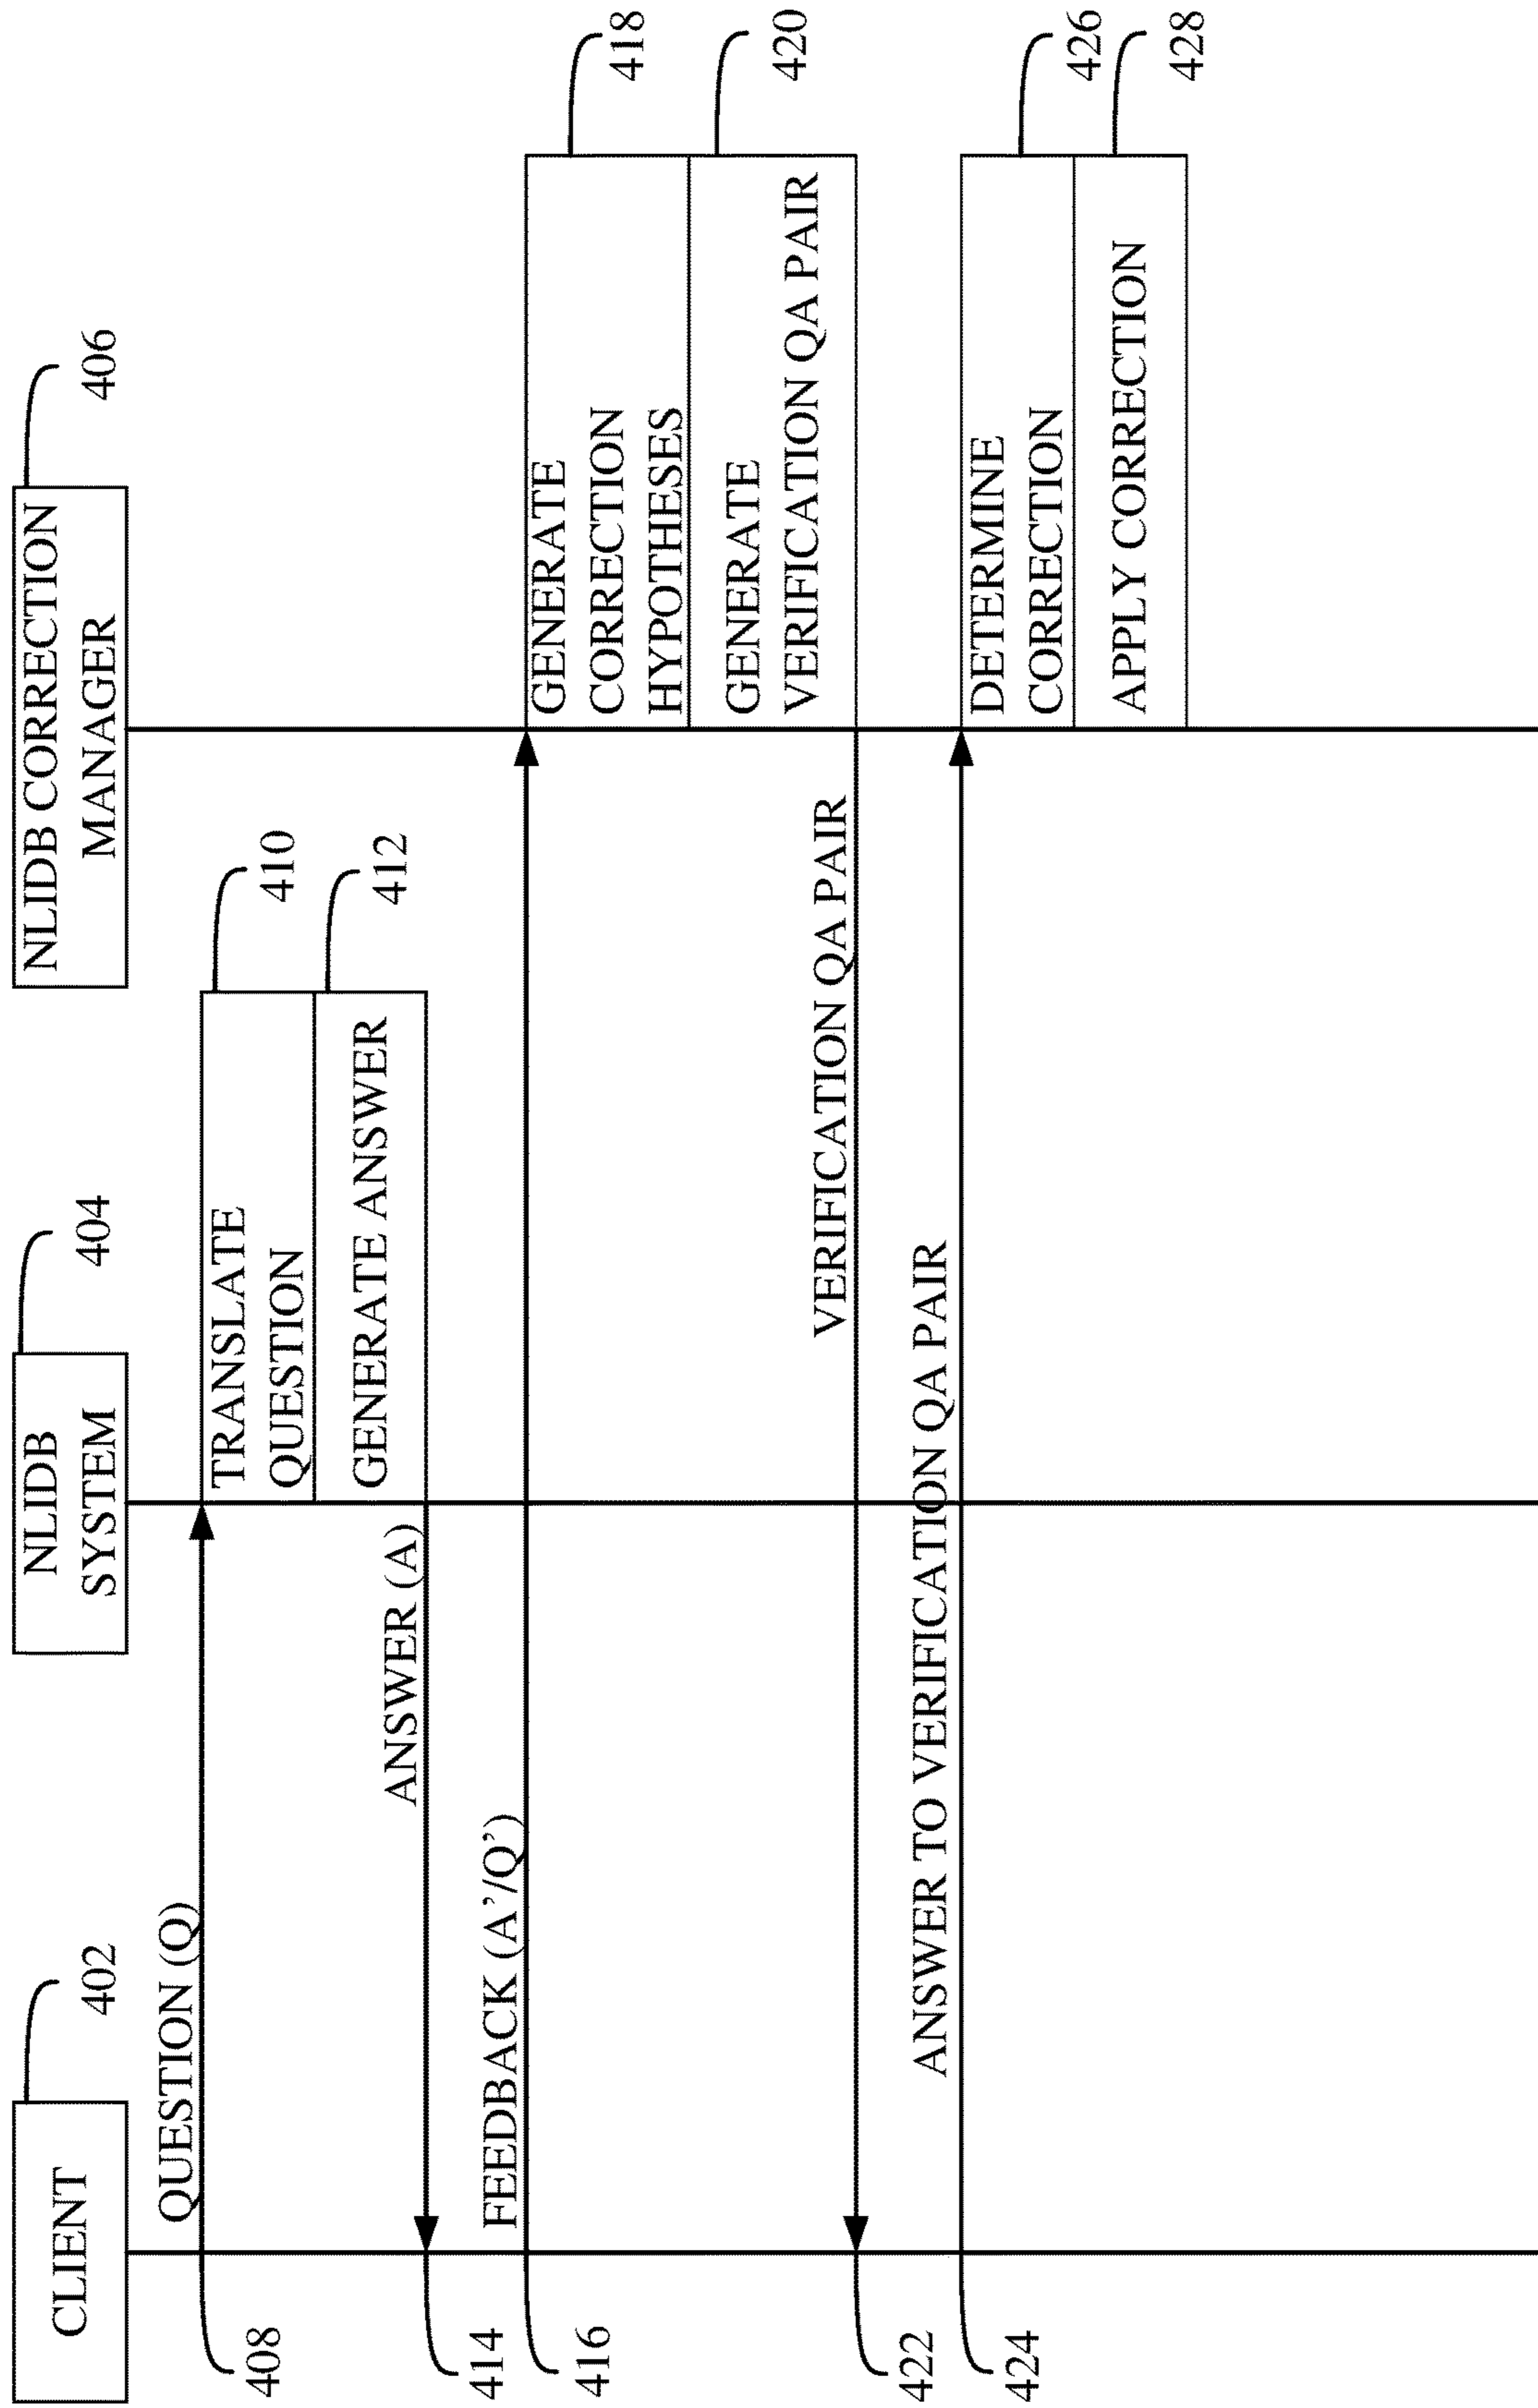 CLIENT
402
NLIDB
SYSTEM
404
NLIDB CORRECTION
MANAGER
406
QUESTION (Q)
408
TRANSLATE
QUESTION
410
GENERATE ANSWER
412
ANSWER (A)
414
FEEDBACK (A’/Q’)
416
GENERATE
CORRECTION
HYPOTHESES
418
GENERATE
VERIFICATION QA PAIR
420
VERIFICATION QA PAIR
422
ANSWER TO VERIFICATION QA PAIR
424
DETERMINE
CORRECTION
426
APPLY CORRECTION
428